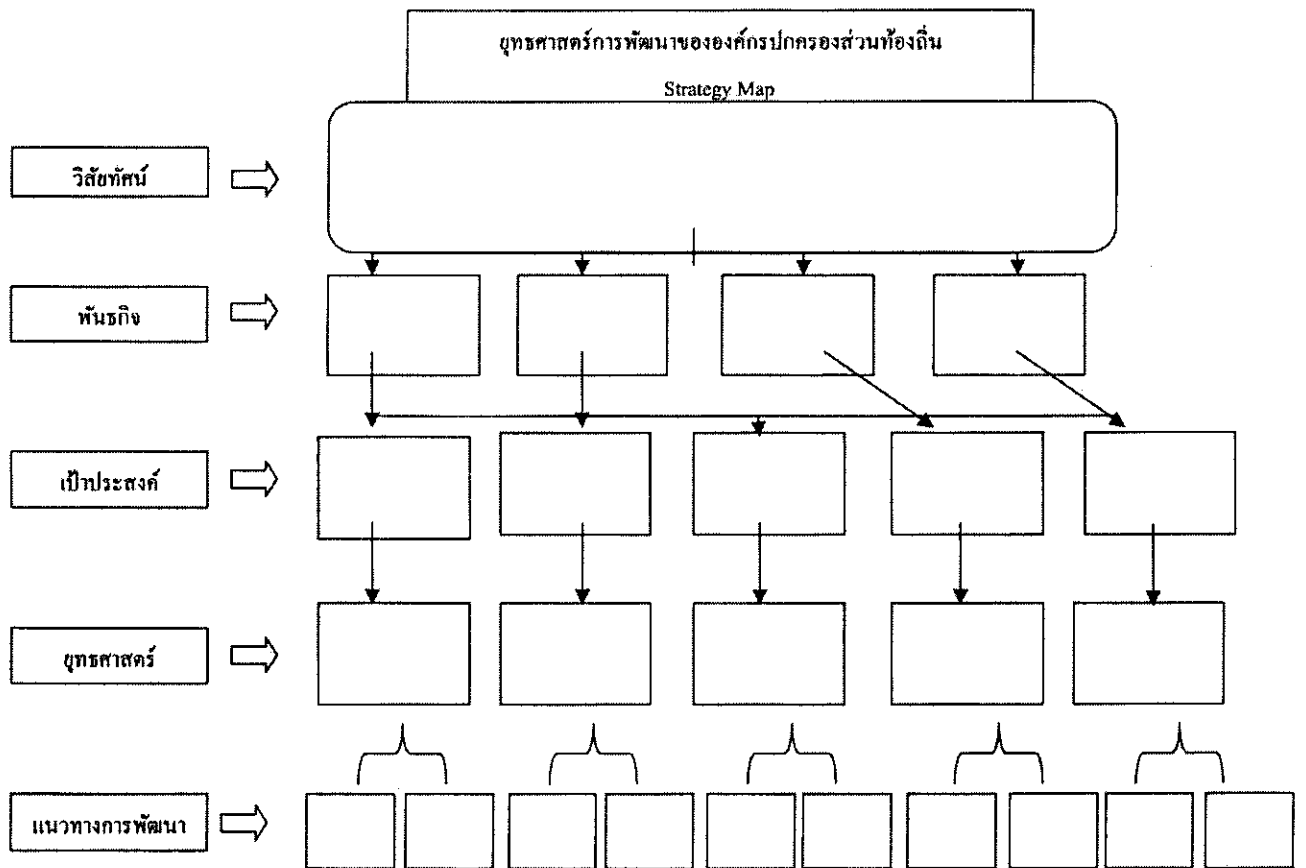 ยุทธศาสตร์การพัฒนาขององค์กรปกครองส่วนท้องถิ่น
Strategy Map
วิสัยทัศน์
พันธกิจ
เป้าประสงค์
ยุทธศาสตร์
แนวทางการพัฒนา